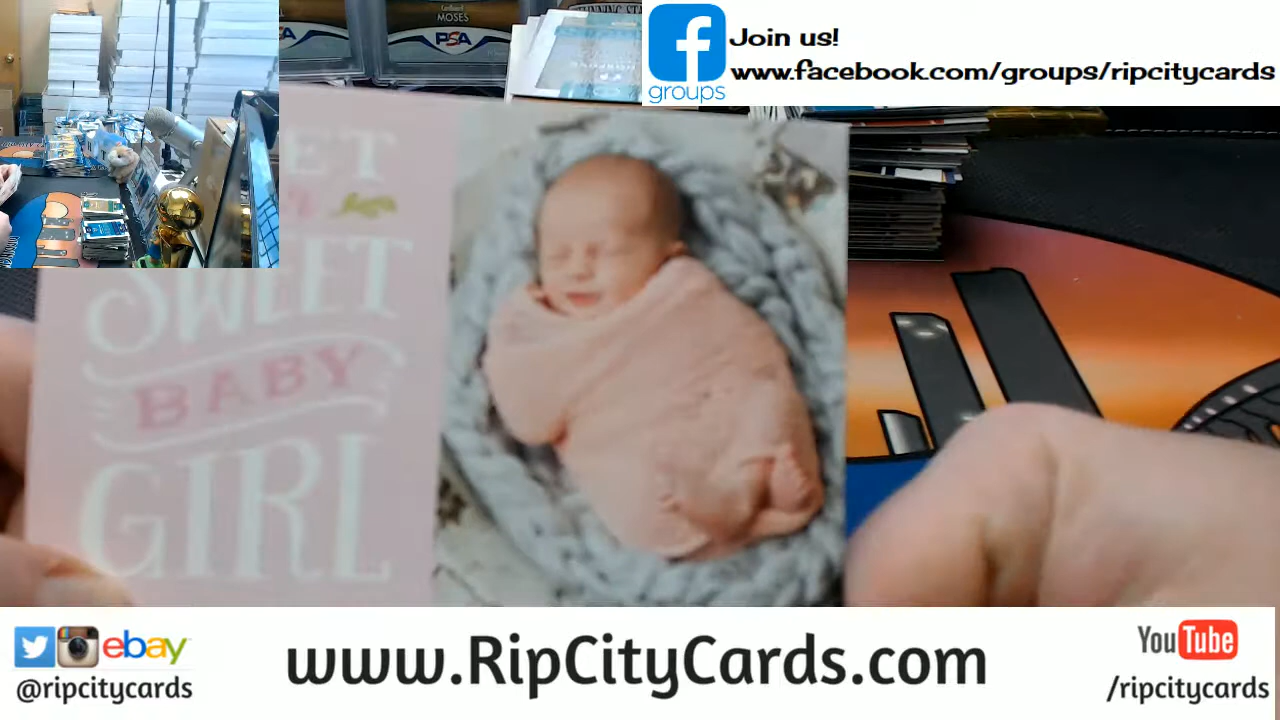 MOSES
PSA
PSA
Join us!
www.facebook.com/groups/ripcitycards
groups
SWEET
BABY
GIRL
ebay
@ripcitycards
www.RipCityCards.com
YouTube
/ripcitycards